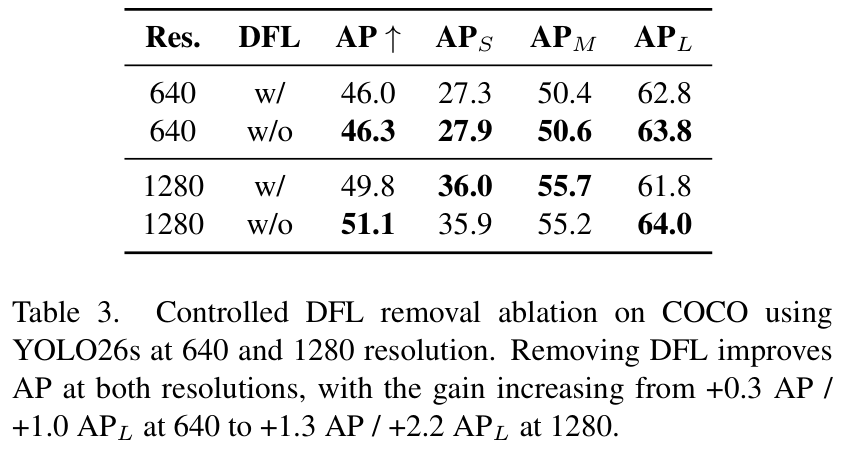 Res. DFL AP ↑ AP_S AP_M AP_L
640 w/ 46.0 27.3 50.4 62.8
640 w/o 46.3 27.9 50.6 63.8
1280 w/ 49.8 36.0 55.7 61.8
1280 w/o 51.1 35.9 55.2 64.0
Table 3. Controlled DFL removal ablation on COCO using
YOLO26s at 640 and 1280 resolution. Removing DFL improves
AP at both resolutions, with the gain increasing from +0.3 AP /
+1.0 AP_L at 640 to +1.3 AP / +2.2 AP_L at 1280.